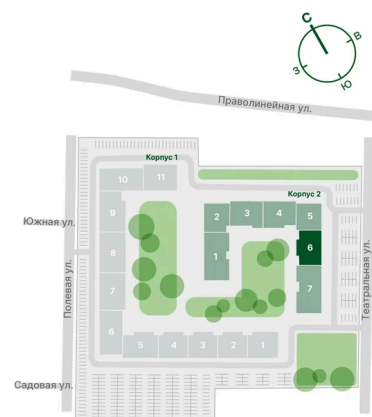 С
З
В
Ю
Праволинейная ул.
Корпус 1
10
11
Корпус 2
9
2
3
4
5
Южная ул.
8
1
6
Полевая ул.
Театральная ул.
7
7
6
5
4
3
2
1
Садовая ул.